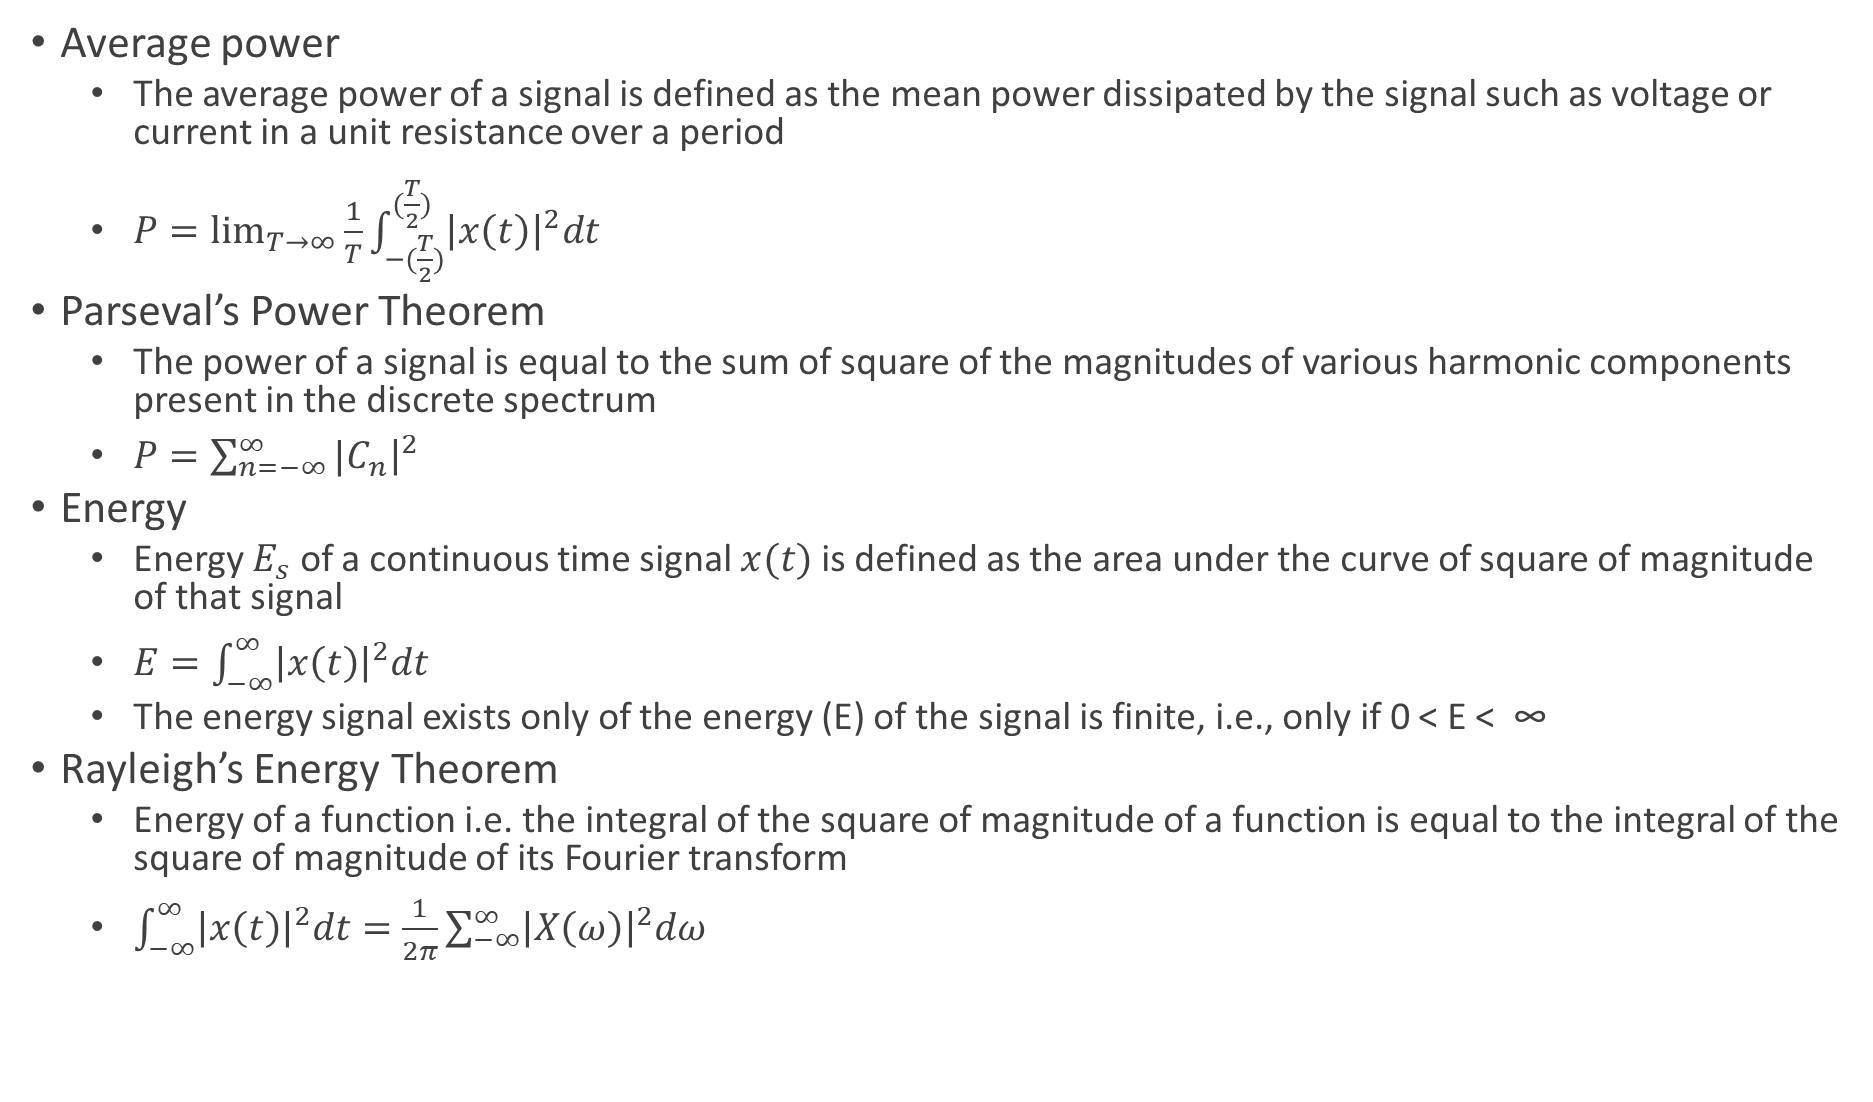 • Average power
• The average power of a signal is defined as the mean power dissipated by the signal such as voltage or
current in a unit resistance over a period
• P = lim_{T→∞} \frac{1}{T} ∫_{-(\frac{T}{2})}^{(\frac{T}{2})} |x(t)|^2 dt
• Parseval’s Power Theorem
• The power of a signal is equal to the sum of square of the magnitudes of various harmonic components
present in the discrete spectrum
• P = ∑_{n=-∞}^{∞} |C_n|^2
• Energy
• Energy E_s of a continuous time signal x(t) is defined as the area under the curve of square of magnitude
of that signal
• E = ∫_{-∞}^{∞} |x(t)|^2 dt
• The energy signal exists only of the energy (E) of the signal is finite, i.e., only if 0 < E < ∞
• Rayleigh’s Energy Theorem
• Energy of a function i.e. the integral of the square of magnitude of a function is equal to the integral of the
square of magnitude of its Fourier transform
• ∫_{-∞}^{∞} |x(t)|^2 dt = \frac{1}{2π} ∑_{-∞}^{∞} |X(ω)|^2 dω